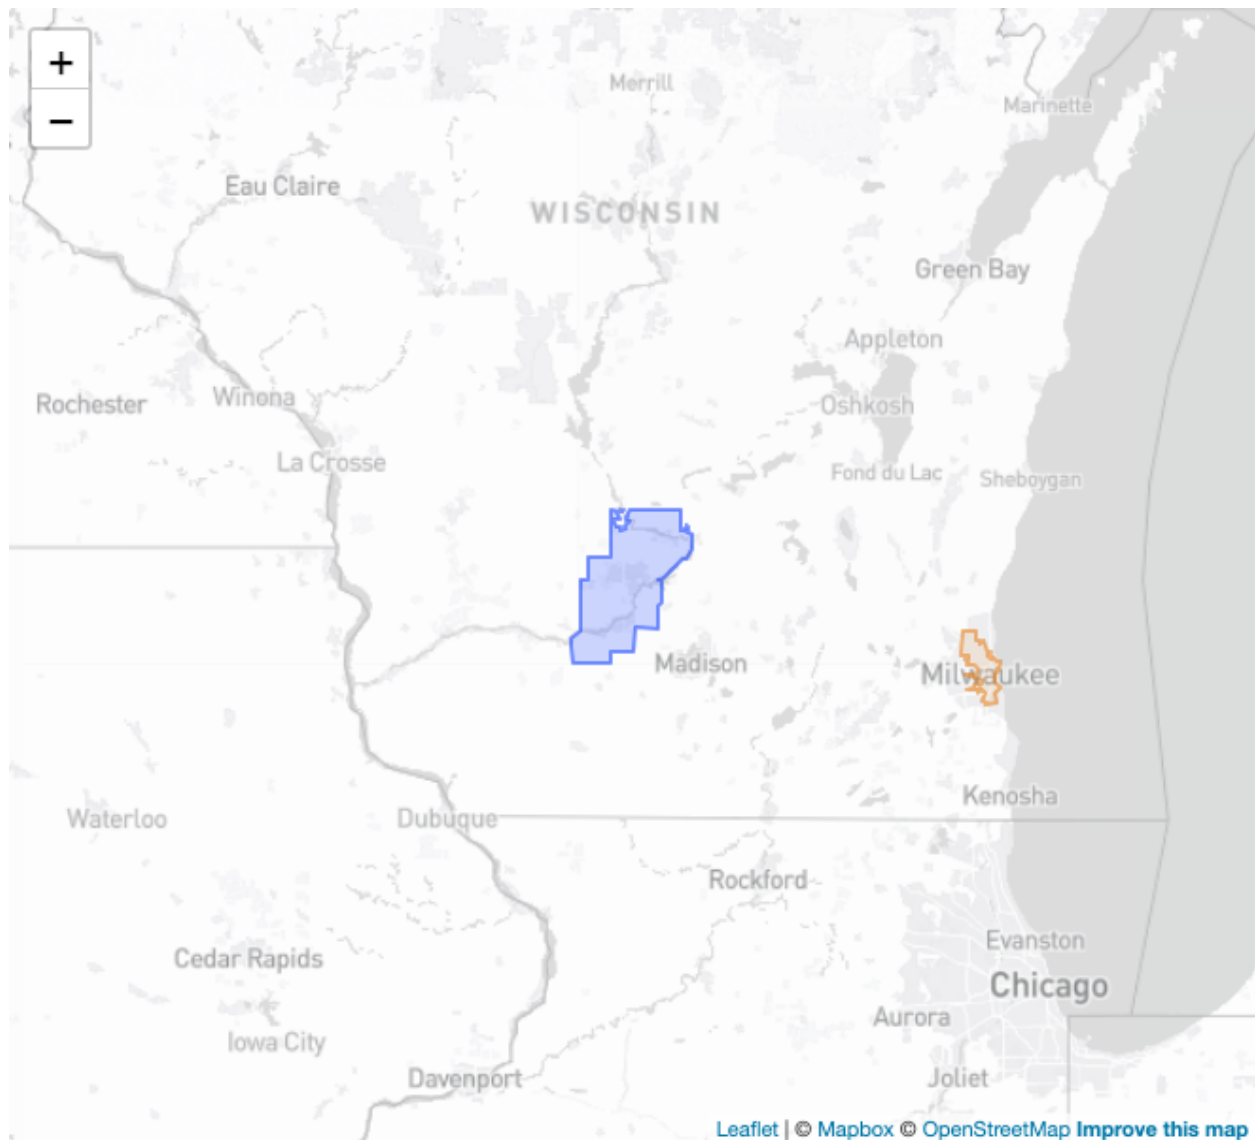 +
−
Merrill
Marinette
Eau Claire
WISCONSIN
Green Bay
Appleton
Rochester
Winona
Oshkosh
La Crosse
Fond du Lac
Sheboygan
Madison
Milwaukee
Kenosha
Waterloo
Dubuque
Rockford
Evanston
Cedar Rapids
Chicago
Aurora
Iowa City
Davenport
Joliet
Leaflet | © Mapbox © OpenStreetMap Improve this map